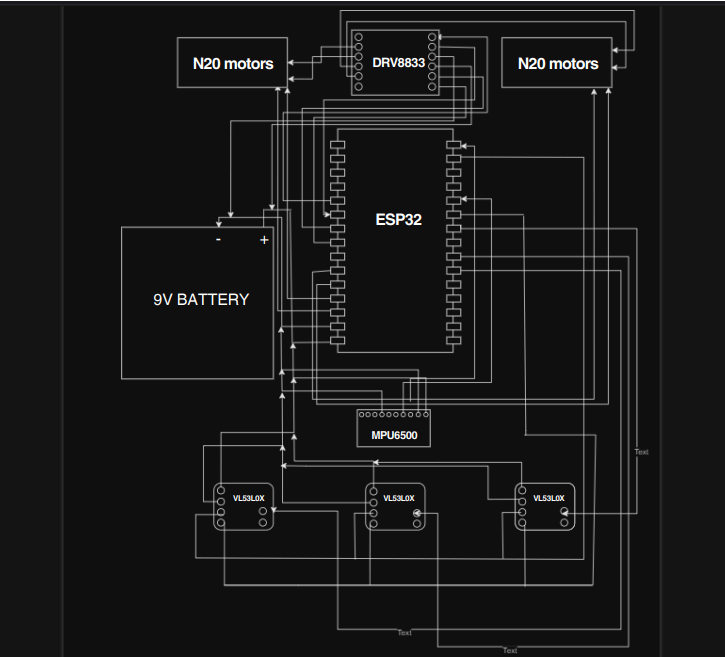 N20 motors
DRV8833
N20 motors
ESP32
- +
9V BATTERY
MPU6500
Text
VL53L0X
VL53L0X
VL53L0X
Text
Text